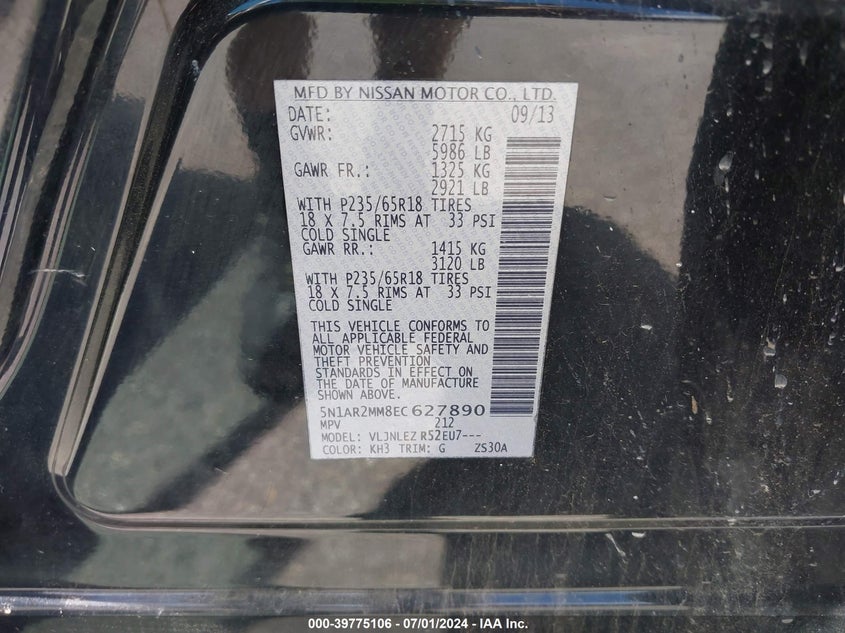 MFD BY NISSAN MOTOR CO., LTD.
DATE: 09/13
GVWR: 2715 KG
5986 LB
GAWR FR.: 1325 KG
2921 LB
WITH P235/65R18 TIRES
18 X 7.5 RIMS AT 33 PSI
COLD SINGLE
GAWR RR.: 1415 KG
3120 LB
WITH P235/65R18 TIRES
18 X 7.5 RIMS AT 33 PSI
COLD SINGLE
THIS VEHICLE CONFORMS TO
ALL APPLICABLE FEDERAL
MOTOR VEHICLE SAFETY AND
THEFT PREVENTION
STANDARDS IN EFFECT ON
THE DATE OF MANUFACTURE
SHOWN ABOVE.
5N1AR2MM8EC627890
MPV 212
MODEL: VLJNLEZ R52EU7---
COLOR: KH3 TRIM: G ZS30A
000-39775106 - 07/01/2024 - IAA Inc.